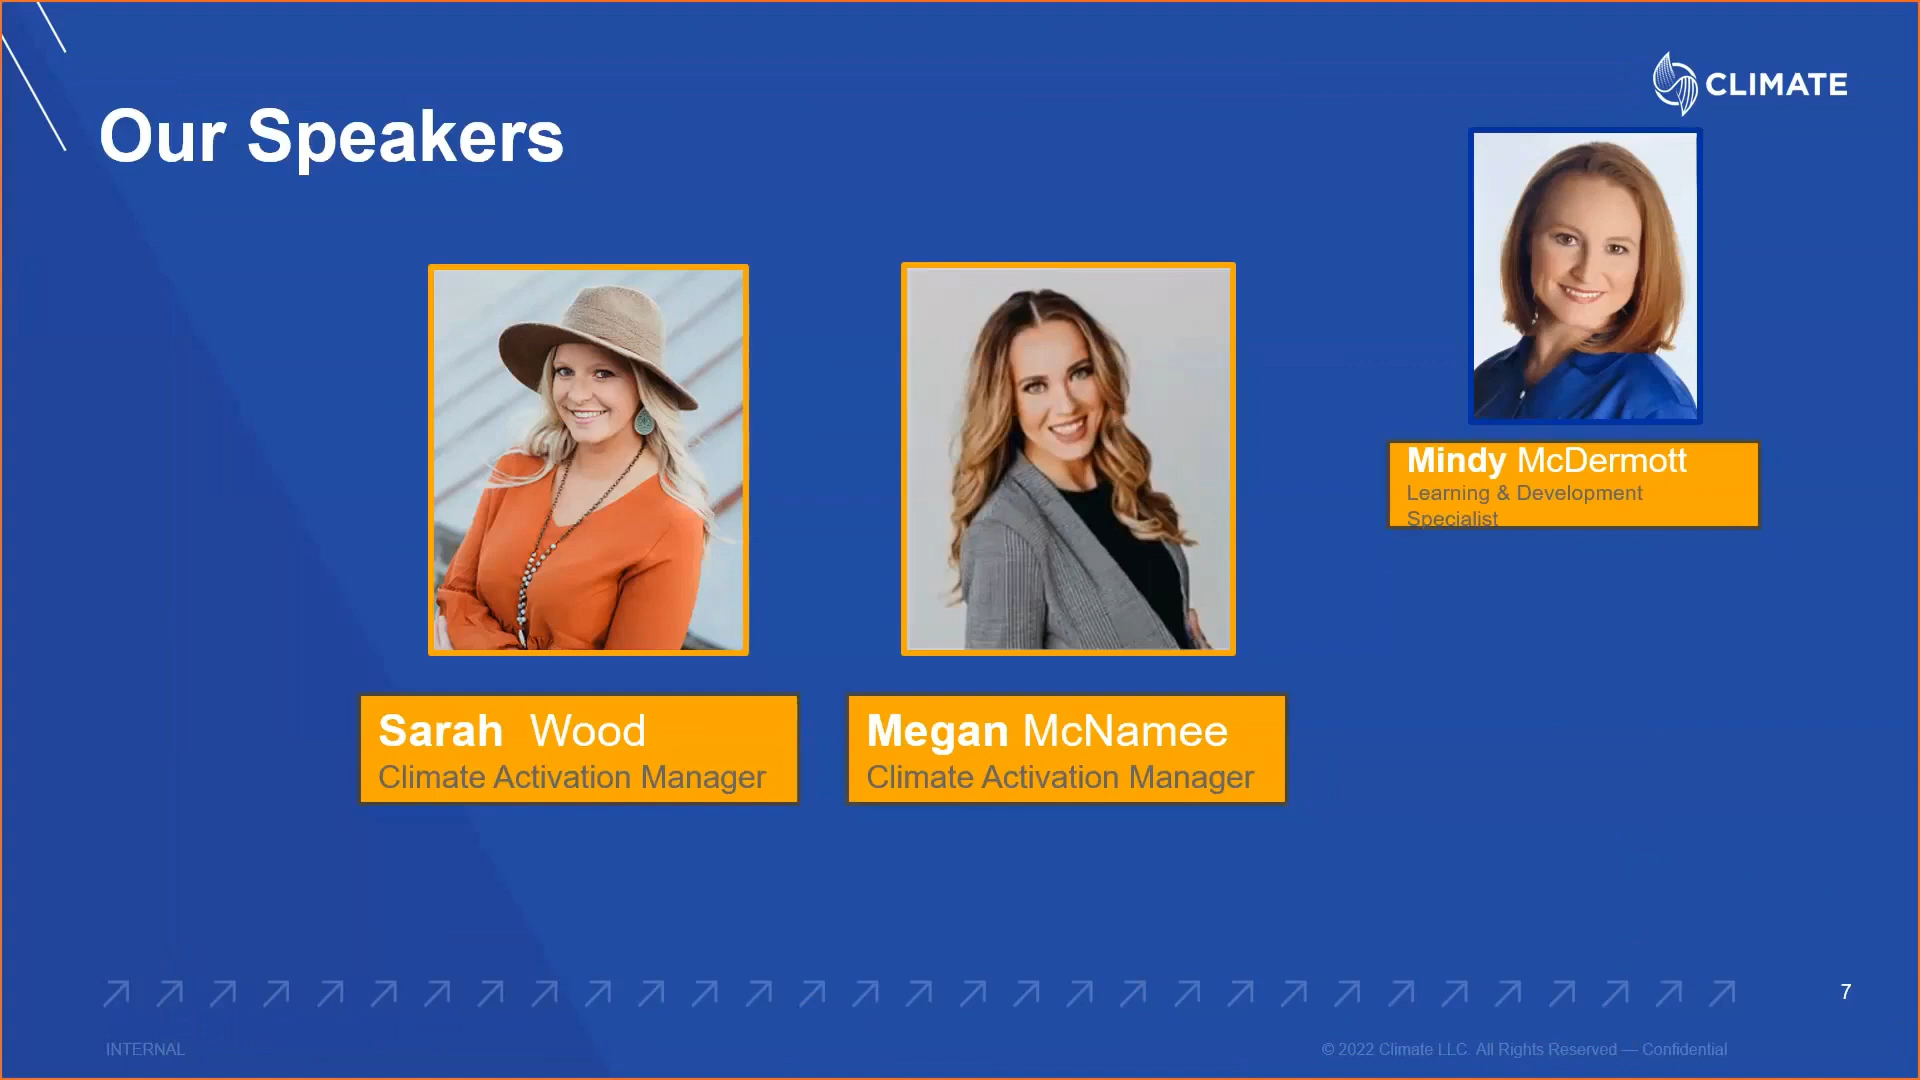 CLIMATE
Our Speakers
Mindy McDermott
Learning & Development
Specialist
Sarah  Wood
Climate Activation Manager
Megan McNamee
Climate Activation Manager
7
INTERNAL
© 2022 Climate LLC. All Rights Reserved — Confidential